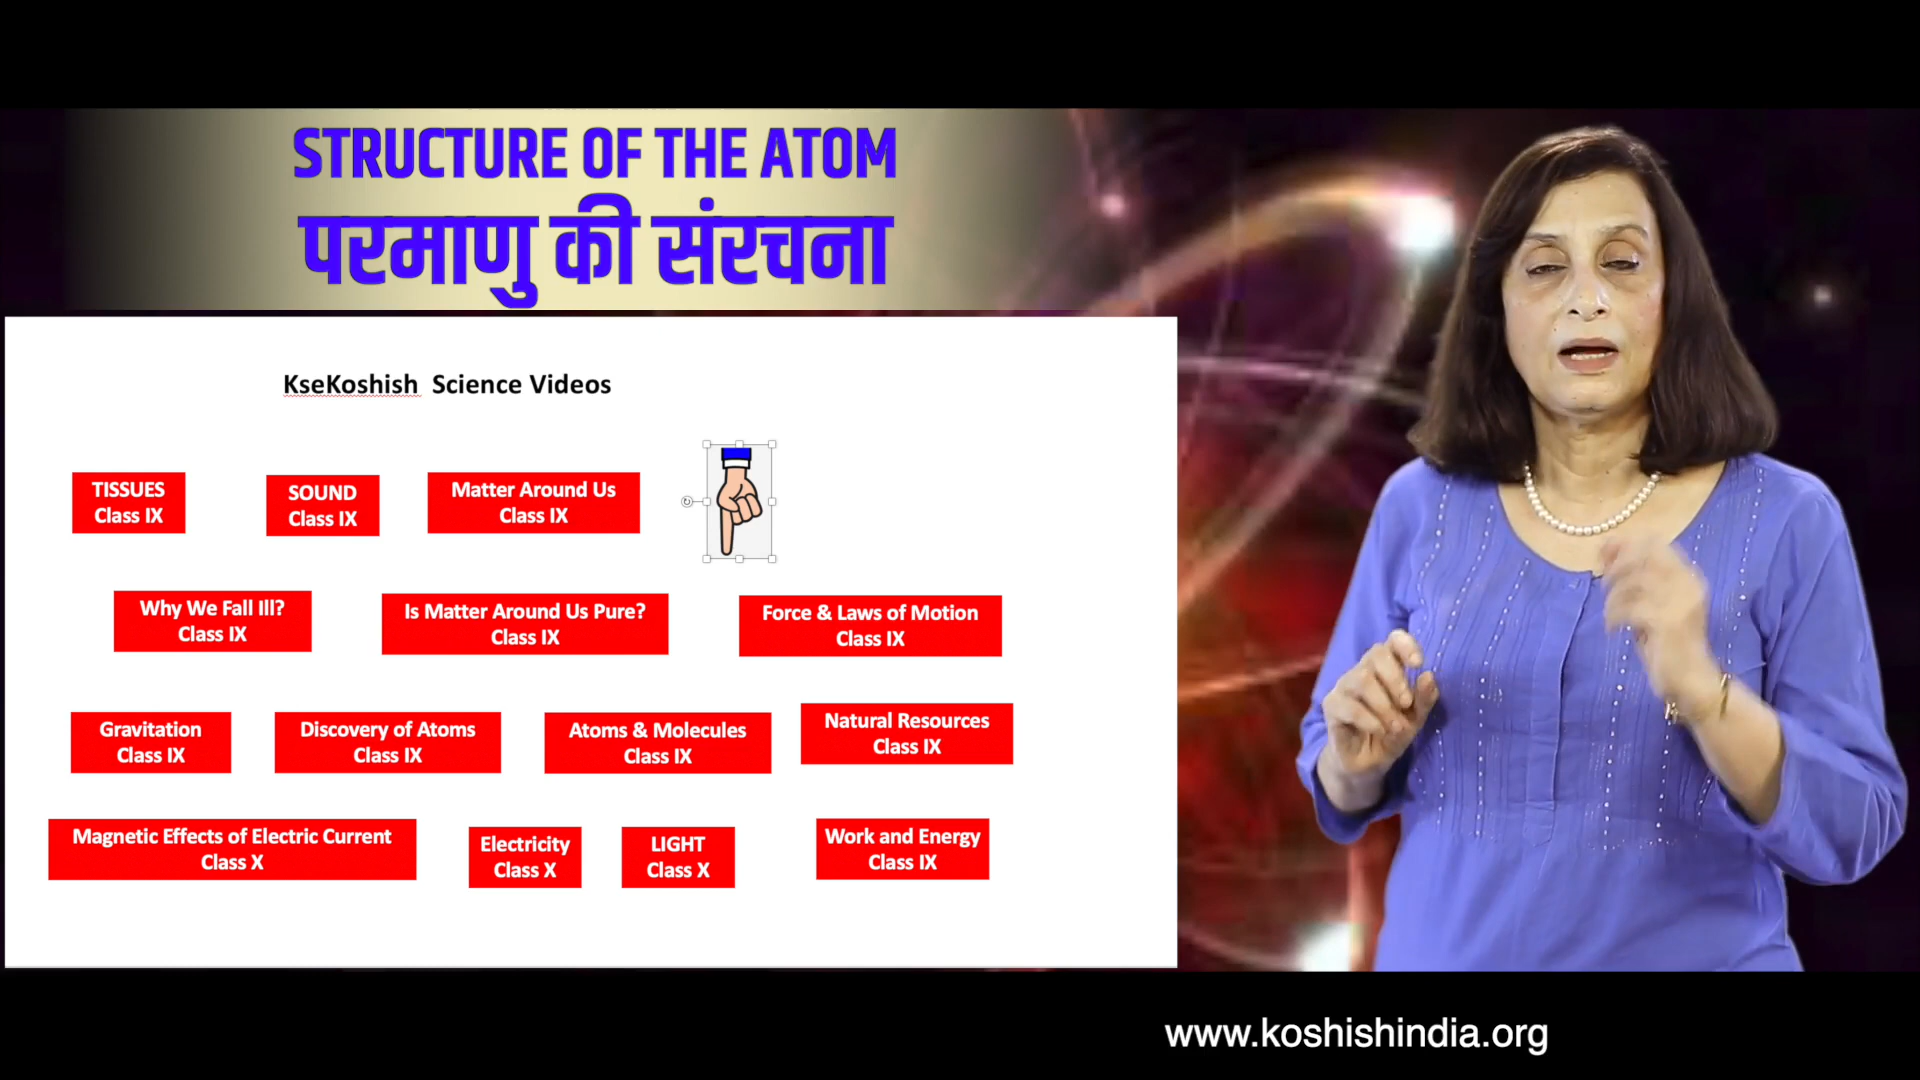 STRUCTURE OF THE ATOM
परमाणु की संरचना
KseKoshish Science Videos
TISSUES
Class IX
SOUND
Class IX
Matter Around Us
Class IX
Why We Fall Ill?
Class IX
Is Matter Around Us Pure?
Class IX
Force & Laws of Motion
Class IX
Gravitation
Class IX
Discovery of Atoms
Class IX
Atoms & Molecules
Class IX
Natural Resources
Class IX
Magnetic Effects of Electric Current
Class X
Electricity
Class X
LIGHT
Class X
Work and Energy
Class IX
www.koshishindia.org